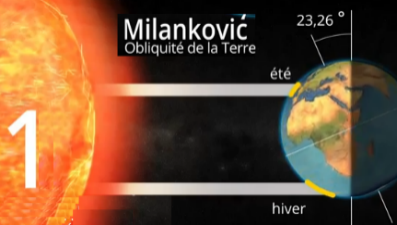 Milanković
Obliquité de la Terre
23,26 °
été
1
hiver